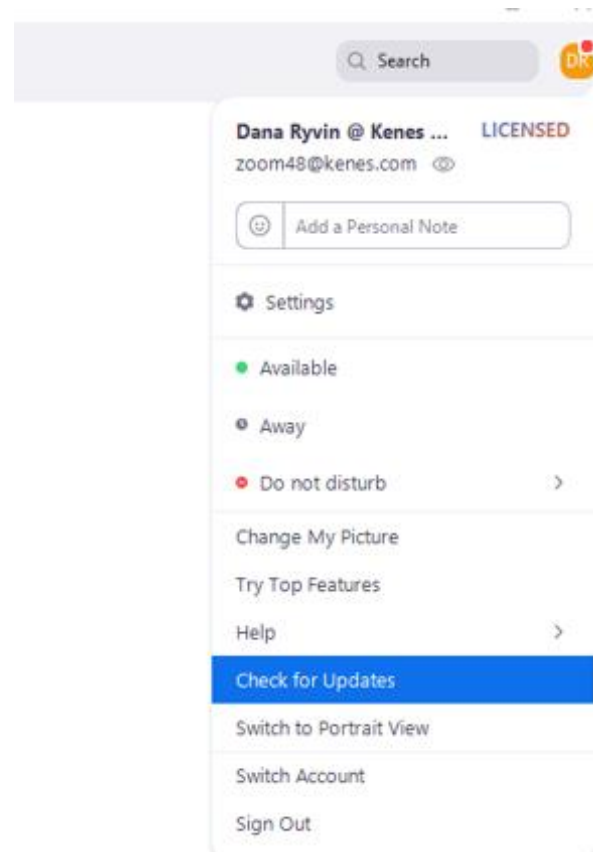 Search
DR
Dana Ryvin @ Kenes ... LICENSED
zoom48@kenes.com
Add a Personal Note
Settings
Available
Away
Do not disturb
Change My Picture
Try Top Features
Help
Check for Updates
Switch to Portrait View
Switch Account
Sign Out